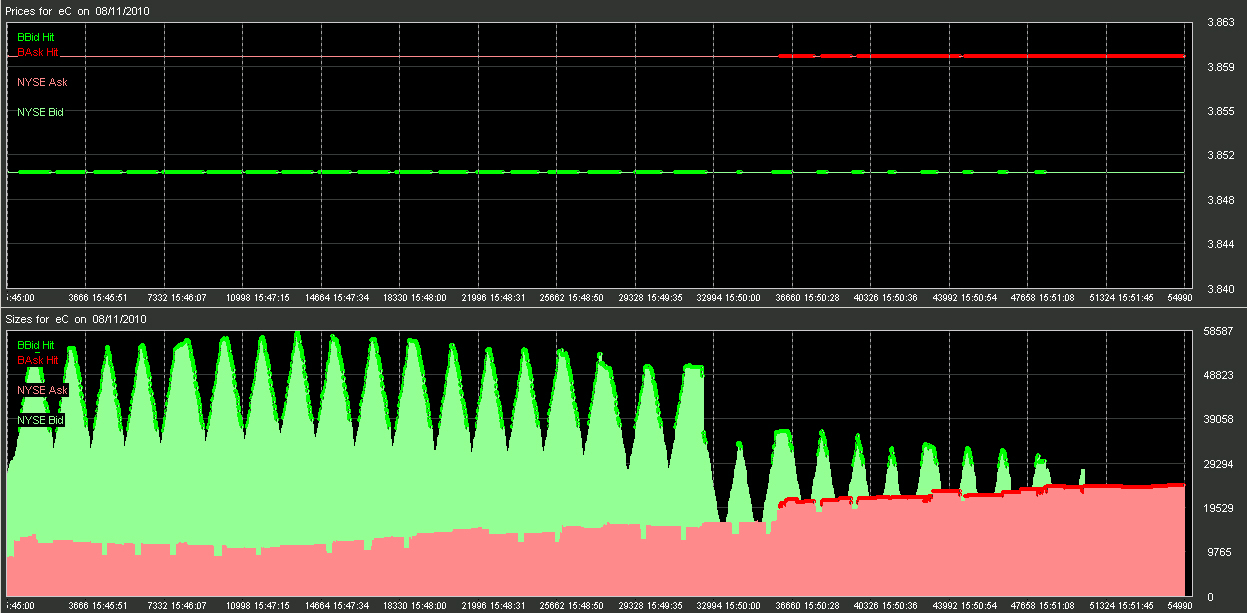 Prices for eC on 08/11/2010
3.863
BBid Hit
BAsk Hit
3.859
NYSE Ask
NYSE Bid
3.855
3.852
3.848
3.844
3.840
:45:00 3666 15:45:51 7332 15:46:07 10998 15:47:15 14664 15:47:34 18330 15:48:00 21996 15:48:31 25662 15:48:50 29328 15:49:35 32994 15:50:00 36660 15:50:28 40326 15:50:36 43992 15:50:54 47658 15:51:08 51324 15:51:45 54990
Sizes for eC on 08/11/2010
58587
BBid Hit
BAsk Hit
48823
NYSE Ask
NYSE Bid
39058
29294
19529
9765
0
:45:00 3666 15:45:51 7332 15:46:07 10998 15:47:15 14664 15:47:34 18330 15:48:00 21996 15:48:31 25662 15:48:50 29328 15:49:35 32994 15:50:00 36660 15:50:28 40326 15:50:36 43992 15:50:54 47658 15:51:08 51324 15:51:45 54990